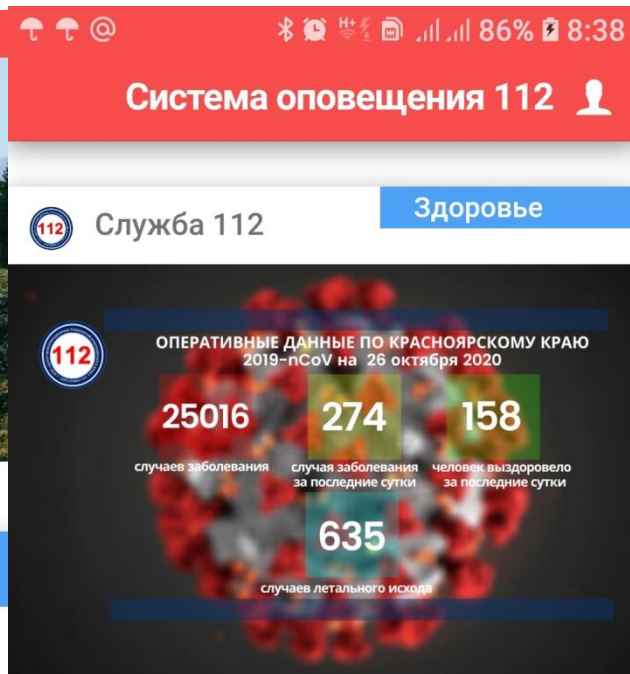 86% 8:38
Система оповещения 112
112 Служба 112
Здоровье
112
ОПЕРАТИВНЫЕ ДАННЫЕ ПО КРАСНОЯРСКОМУ КРАЮ
2019-nCoV на 26 октября 2020
25016
случаев заболевания
274
случая заболевания
за последние сутки
158
человек выздоровело
за последние сутки
635
случаев летального исхода